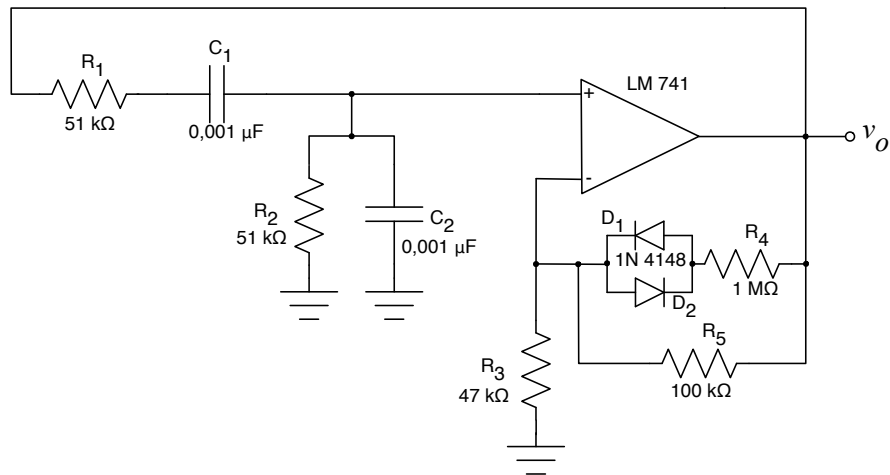 C1
R1
LM 741
51 kΩ
0,001 µF
+
vo
-
R2
51 kΩ
C2
0,001 µF
D1
R4
1N 4148
1 MΩ
D2
R5
100 kΩ
R3
47 kΩ